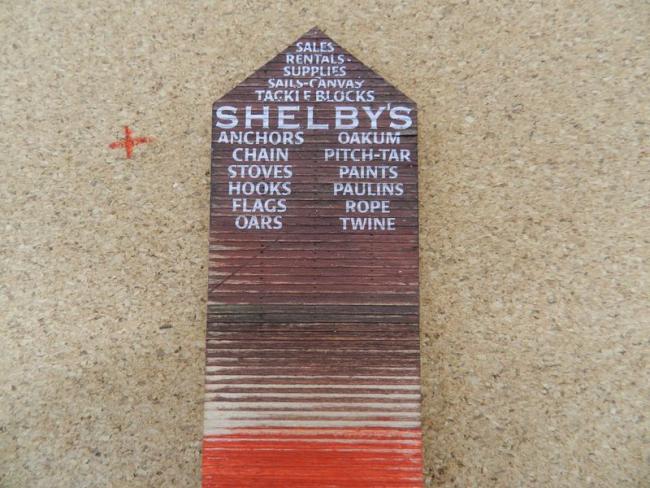 SALES
RENTALS
SUPPLIES
SAILS-CANVAS
TACKLE BLOCKS
SHELBY'S
ANCHORS OAKUM
CHAIN PITCH-TAR
STOVES PAINTS
HOOKS PAULINS
FLAGS ROPE
OARS TWINE